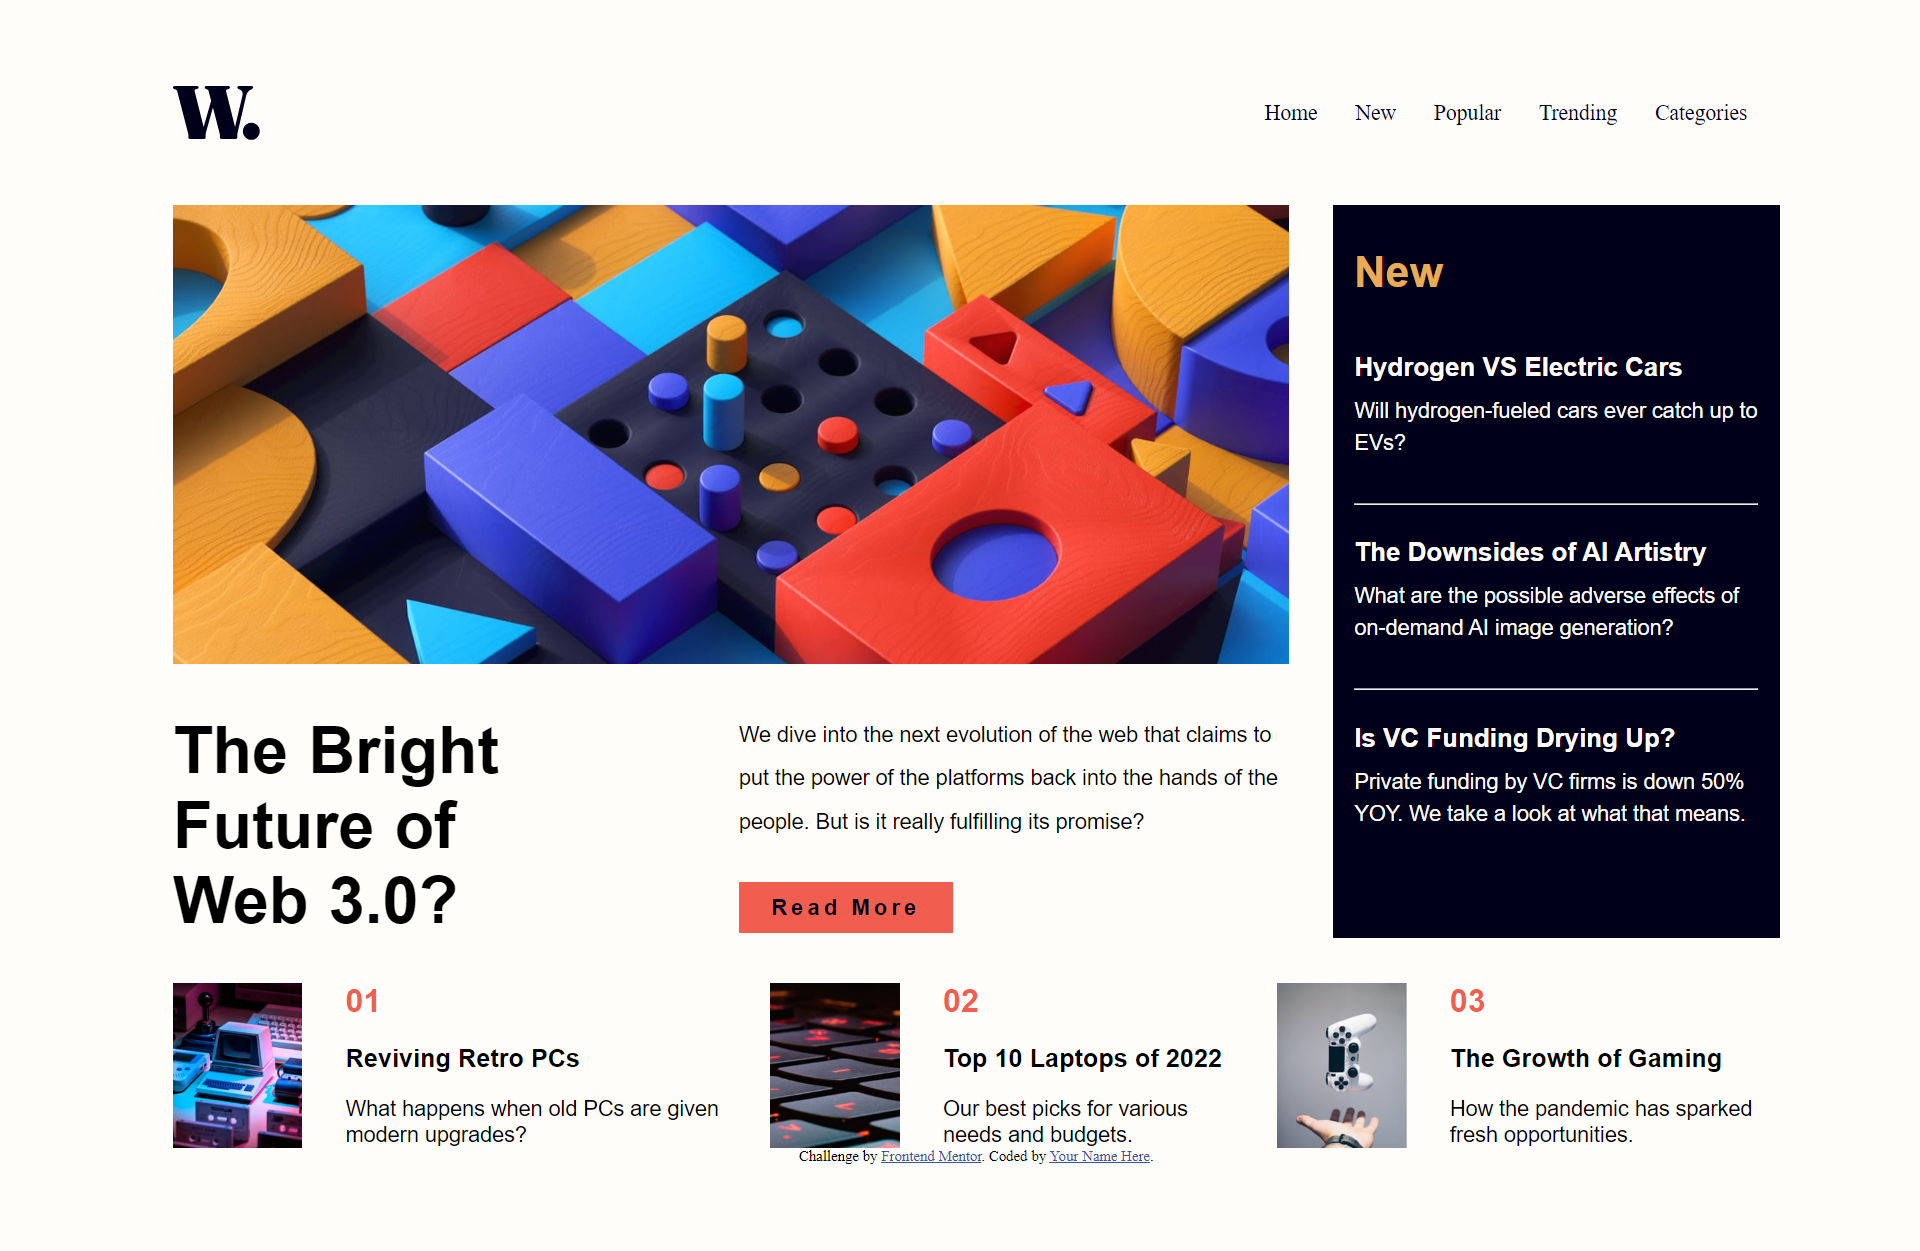 W.
Home New Popular Trending Categories
New
Hydrogen VS Electric Cars
Will hydrogen-fueled cars ever catch up to
EVs?
The Downsides of AI Artistry
What are the possible adverse effects of
on-demand AI image generation?
Is VC Funding Drying Up?
Private funding by VC firms is down 50%
YOY. We take a look at what that means.
The Bright
Future of
Web 3.0?
We dive into the next evolution of the web that claims to
put the power of the platforms back into the hands of the
people. But is it really fulfilling its promise?
Read More
01
Reviving Retro PCs
What happens when old PCs are given
modern upgrades?
02
Top 10 Laptops of 2022
Our best picks for various
needs and budgets.
03
The Growth of Gaming
How the pandemic has sparked
fresh opportunities.
Challenge by Frontend Mentor. Coded by Your Name Here.